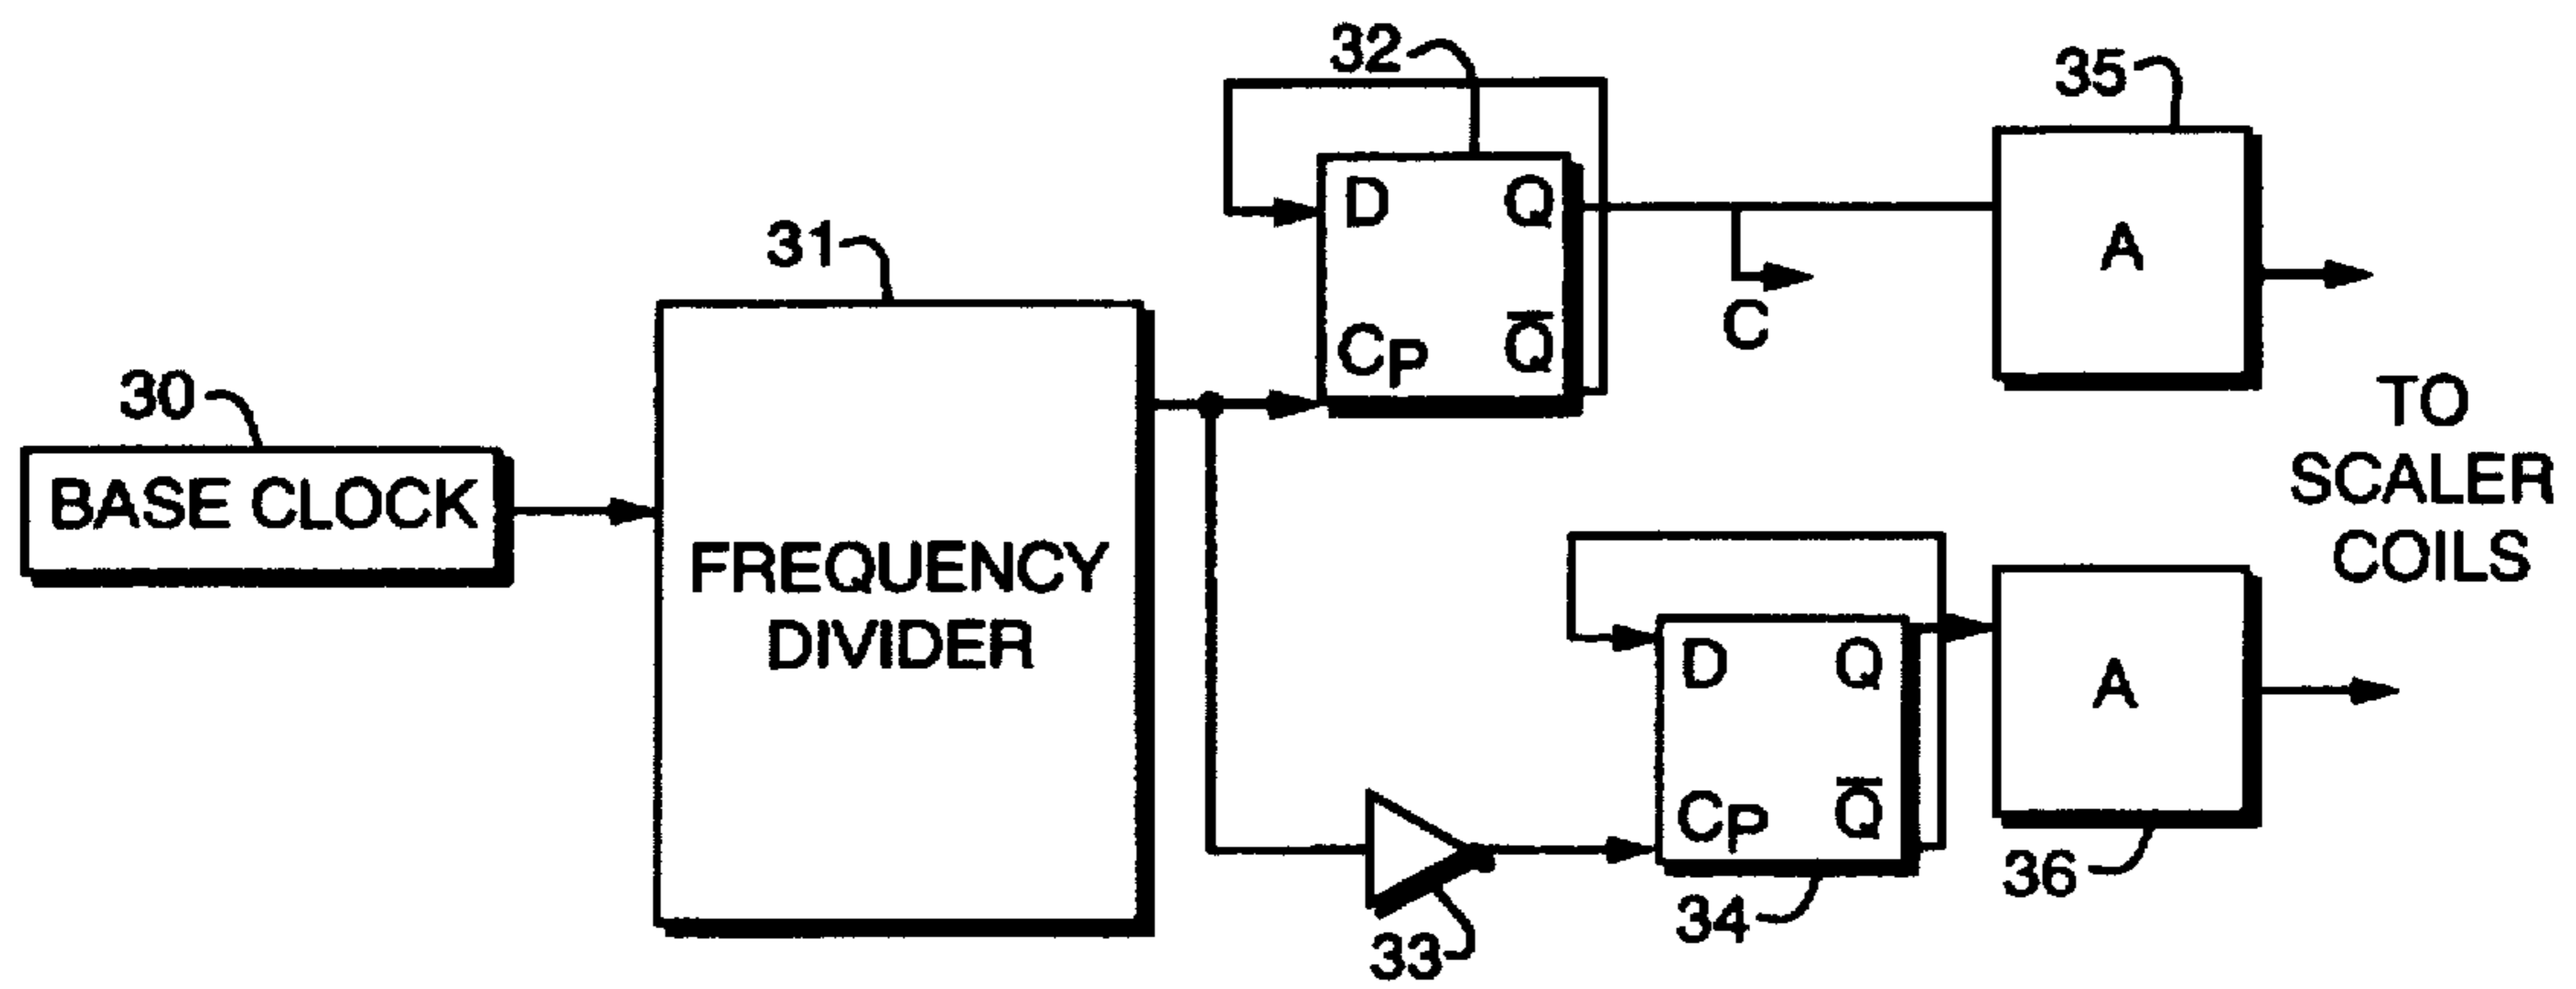 32
35
D Q
31
A
C
CP Q̅
30
TO
SCALER
COILS
BASE CLOCK
FREQUENCY
DIVIDER
D Q
A
CP Q̅
36
34
33